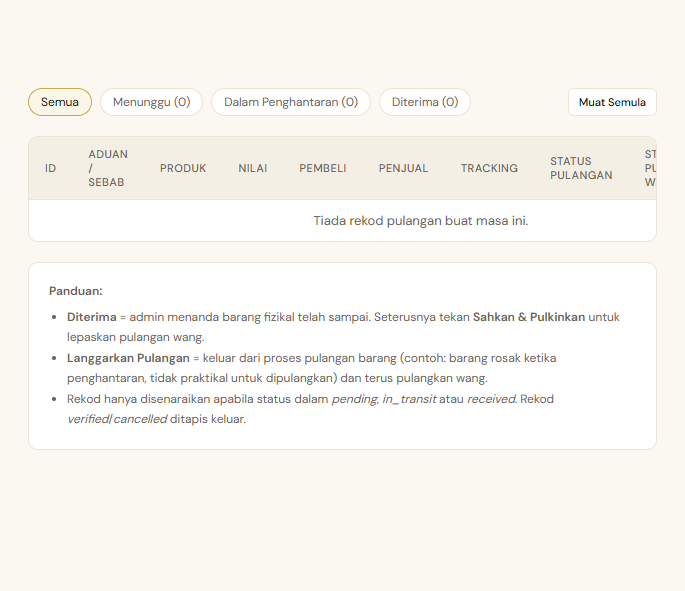 Semua
Menunggu (0)
Dalam Penghantaran (0)
Diterima (0)
Muat Semula
ID
ADUAN
/
SEBAB
PRODUK
NILAI
PEMBELI
PENJUAL
TRACKING
STATUS
PULANGAN
Tiada rekod pulangan buat masa ini.
Panduan:
• Diterima = admin menanda barang fizikal telah sampai. Seterusnya tekan Sahkan & Pulkinkan untuk
lepaskan pulangan wang.
• Langgarkan Pulangan = keluar dari proses pulangan barang (contoh: barang rosak ketika
penghantaran, tidak praktikal untuk dipulangkan) dan terus pulangkan wang.
• Rekod hanya disenaraikan apabila status dalam pending, in_transit atau received. Rekod
verified/cancelled ditapis keluar.